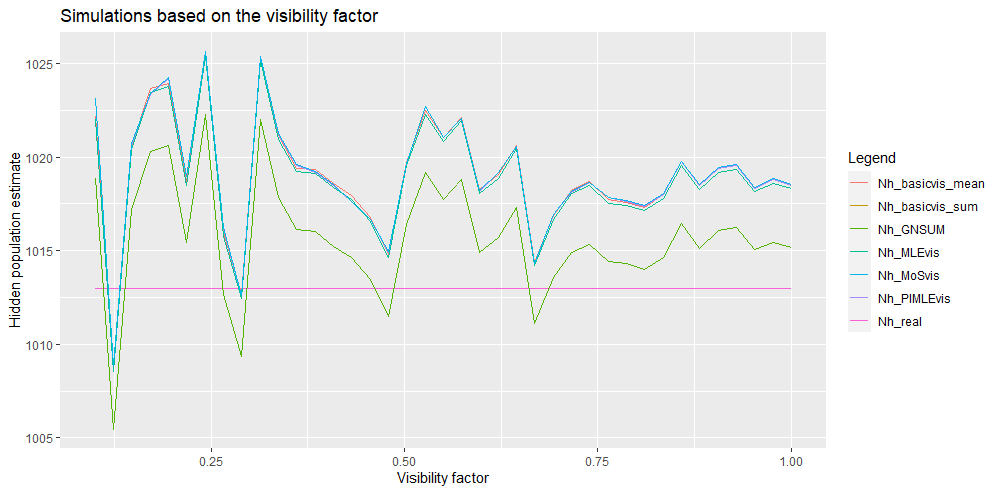 Simulations based on the visibility factor
Hidden population estimate
1025
1020
1015
1010
1005
0.25
0.50
0.75
1.00
Visibility factor
Legend
Nh_basicvis_mean
Nh_basicvis_sum
Nh_GNSUM
Nh_MLEvis
Nh_MoSvis
Nh_PIMLEvis
Nh_real